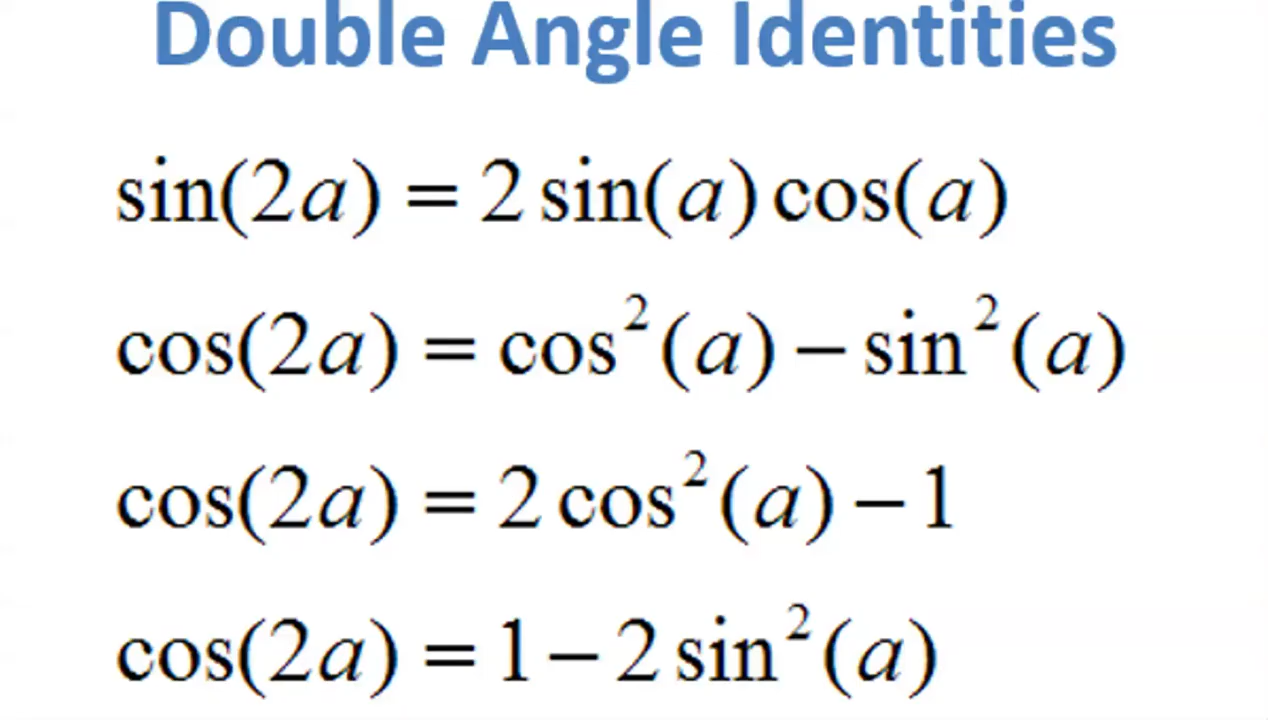 Double Angle Identities
sin(2a) = 2 sin(a) cos(a)
cos(2a) = cos²(a) − sin²(a)
cos(2a) = 2 cos²(a) − 1
cos(2a) = 1 − 2 sin²(a)